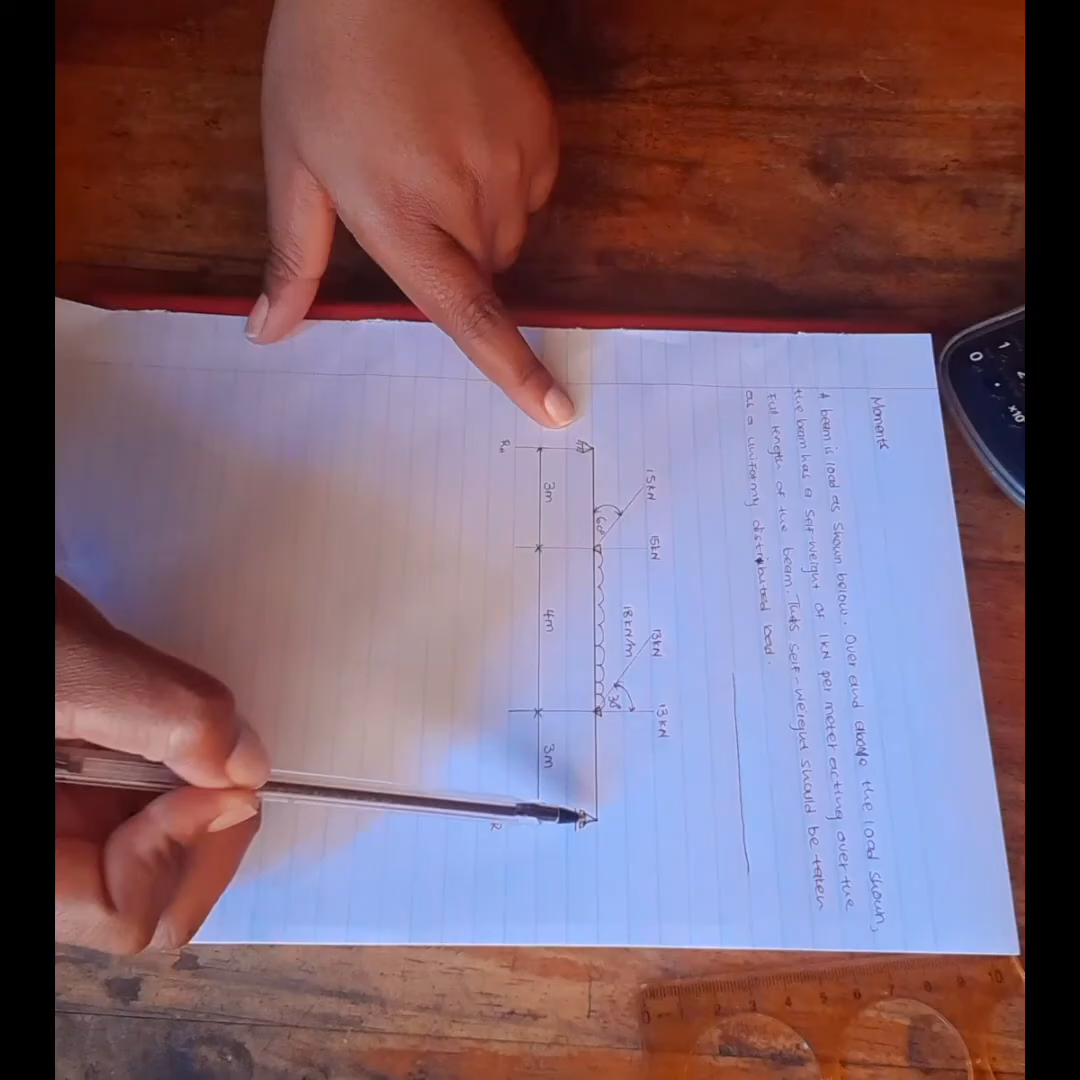 Moments
A beam is load as shown below. Over and above the load shown,
the beam has a self-weight of 1kN per meter acting over the
full length of the beam. This self-weight should be taken
as a uniformy distributed load.
15kN 15kN 13kN 13kN
60° 18kN/m 30°
3m 4m 3m
RA R